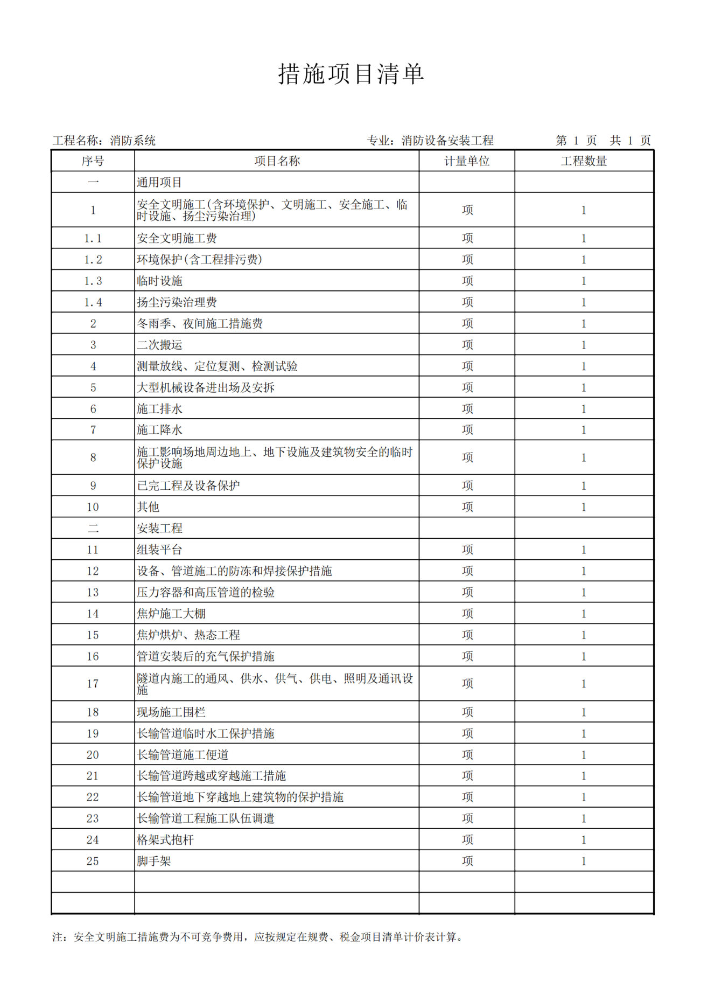 措施项目清单
工程名称：消防系统 专业：消防设备安装工程 第 1 页 共 1 页
序号 项目名称 计量单位 工程数量
一 通用项目
1 安全文明施工(含环境保护、文明施工、安全施工、临
时设施、扬尘污染治理) 项 1
1.1 安全文明施工费 项 1
1.2 环境保护(含工程排污费) 项 1
1.3 临时设施 项 1
1.4 扬尘污染治理费 项 1
2 冬雨季、夜间施工措施费 项 1
3 二次搬运 项 1
4 测量放线、定位复测、检测试验 项 1
5 大型机械设备进出场及安拆 项 1
6 施工排水 项 1
7 施工降水 项 1
8 施工影响场地周边地上、地下设施及建筑物安全的临时
保护设施 项 1
9 已完工程及设备保护 项 1
10 其他 项 1
二 安装工程
11 组装平台 项 1
12 设备、管道施工的防冻和焊接保护措施 项 1
13 压力容器和高压管道的检验 项 1
14 焦炉施工大棚 项 1
15 焦炉烘炉、热态工程 项 1
16 管道安装后的充气保护措施 项 1
17 隧道内施工的通风、供水、供气、供电、照明及通讯设
施 项 1
18 现场施工围栏 项 1
19 长输管道临时水工保护措施 项 1
20 长输管道施工便道 项 1
21 长输管道跨越或穿越施工措施 项 1
22 长输管道地下穿越地上建筑物的保护措施 项 1
23 长输管道工程施工队伍调遣 项 1
24 格架式抱杆 项 1
25 脚手架 项 1
注：安全文明施工措施费为不可竞争费用，应按规定在规费、税金项目清单计价表计算。